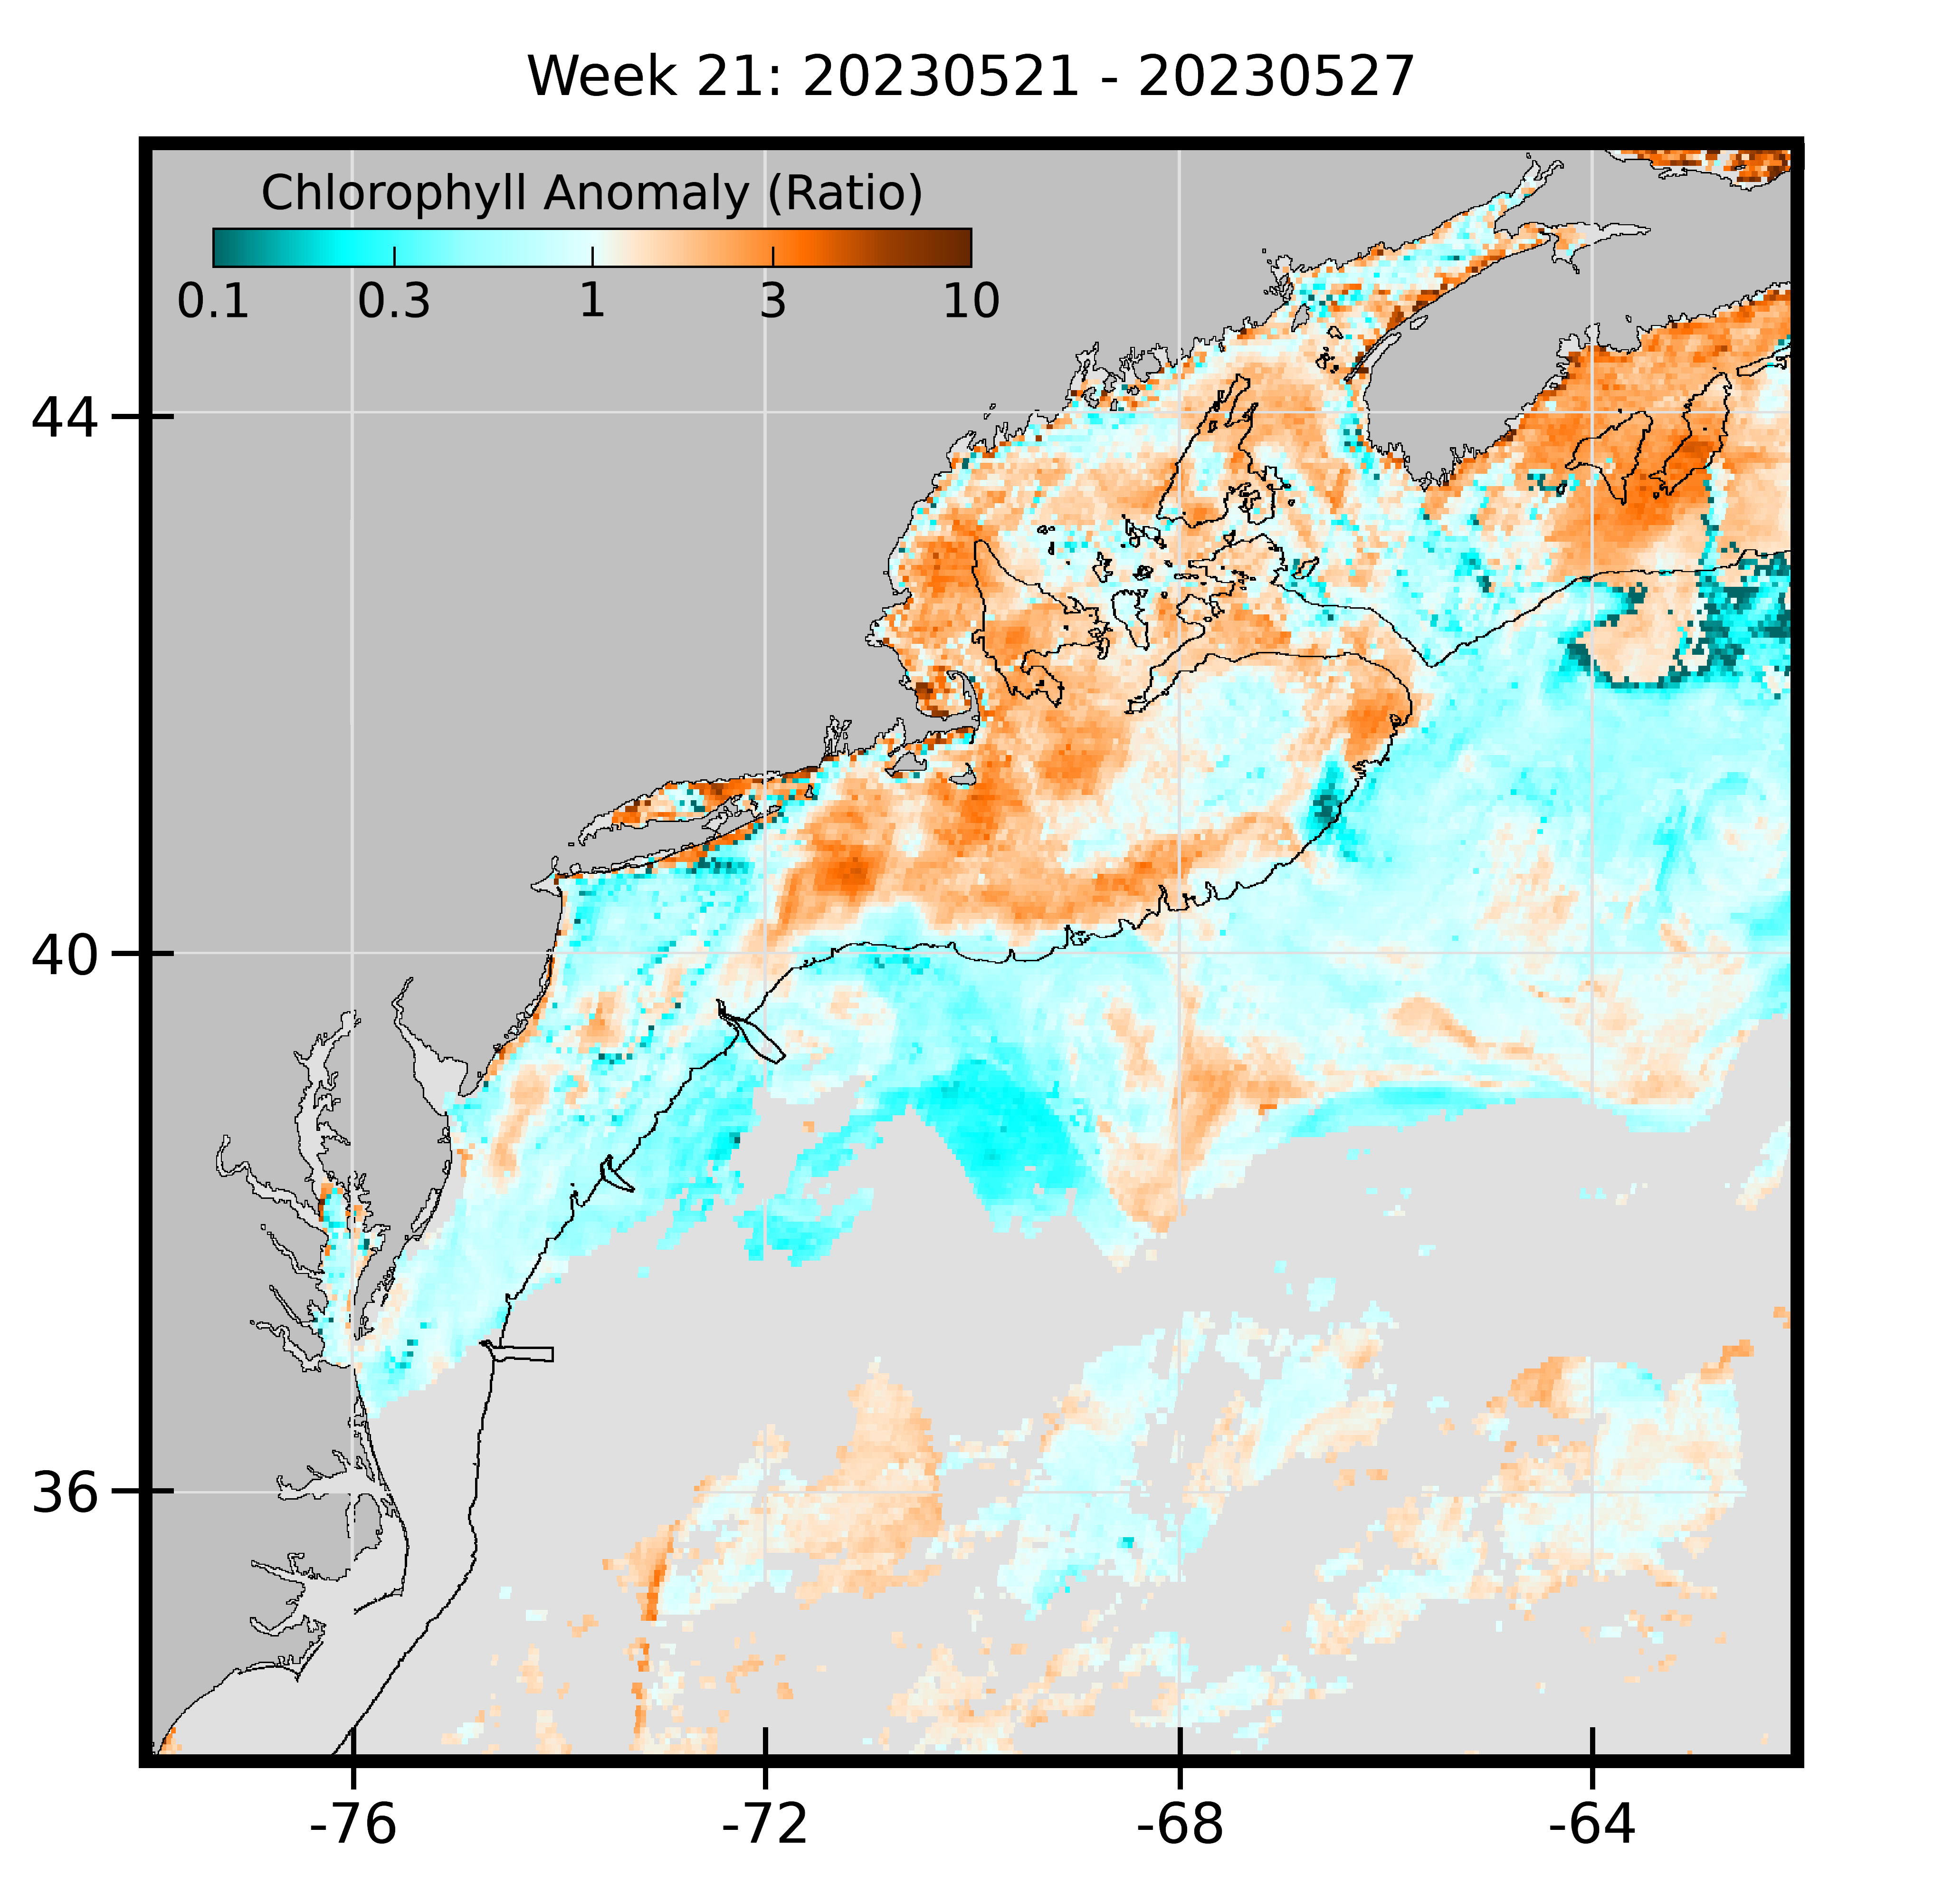 Week 21: 20230521 - 20230527
Chlorophyll Anomaly (Ratio)
0.1 0.3 1 3 10
44
40
36
-76 -72 -68 -64